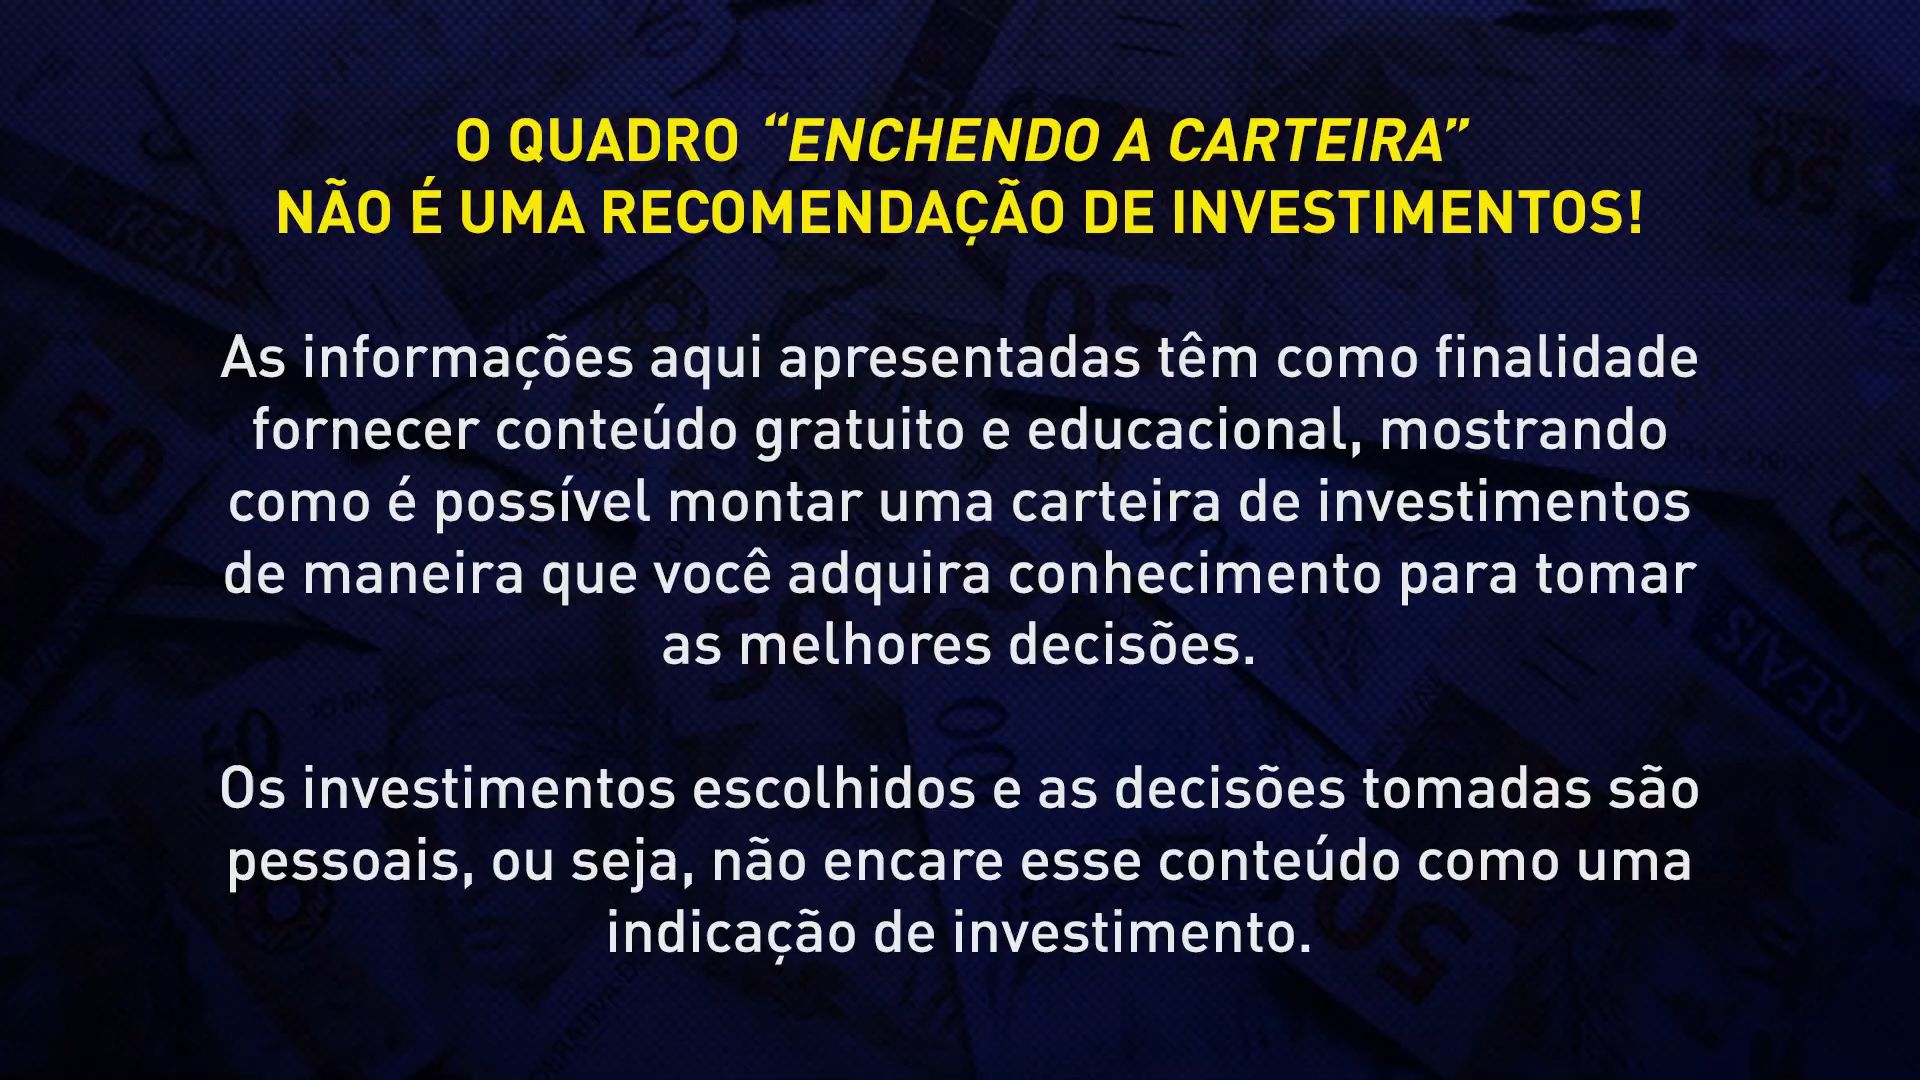 O QUADRO “ENCHENDO A CARTEIRA”
NÃO É UMA RECOMENDAÇÃO DE INVESTIMENTOS!
As informações aqui apresentadas têm como finalidade
fornecer conteúdo gratuito e educacional, mostrando
como é possível montar uma carteira de investimentos
de maneira que você adquira conhecimento para tomar
as melhores decisões.
Os investimentos escolhidos e as decisões tomadas são
pessoais, ou seja, não encare esse conteúdo como uma
indicação de investimento.